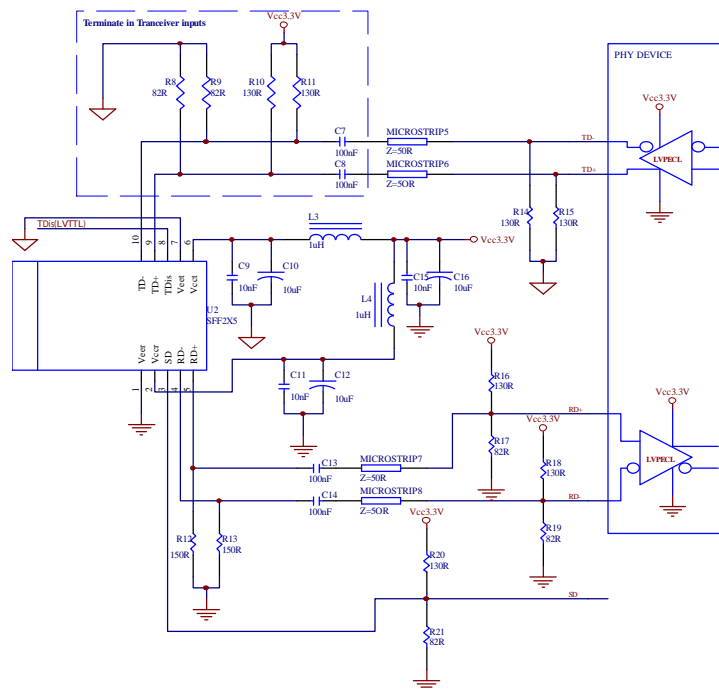 Terminate in Tranceiver inputs
Vcc3.3V
R8
82R
R9
82R
R10
130R
R11
130R
PHY DEVICE
Vcc3.3V
C7
100nF
MICROSTRIP5
Z=50R
TD-
LVPECL
C8
100nF
MICROSTRIP6
Z=5OR
TD+
R14
130R
R15
130R
TDis(LVTTL)
10
9
8
7
6
TD-
TD+
TDis
Veet
Vcct
L3
1uH
Vcc3.3V
C9
10nF
C10
10uF
C15
10nF
C16
10uF
L4
1uH
U2
SFF2X5
Veer
Vccr
SD
RD-
RD+
1
2
3
4
5
C11
10nF
C12
10uF
Vcc3.3V
R16
130R
Vcc3.3V
RD+
R17
82R
Vcc3.3V
LVPECL
C13
100nF
MICROSTRIP7
Z=50R
R18
130R
C14
100nF
MICROSTRIP8
Z=5OR
RD-
Vcc3.3V
R19
82R
R12
150R
R13
150R
R20
130R
SD
R21
82R